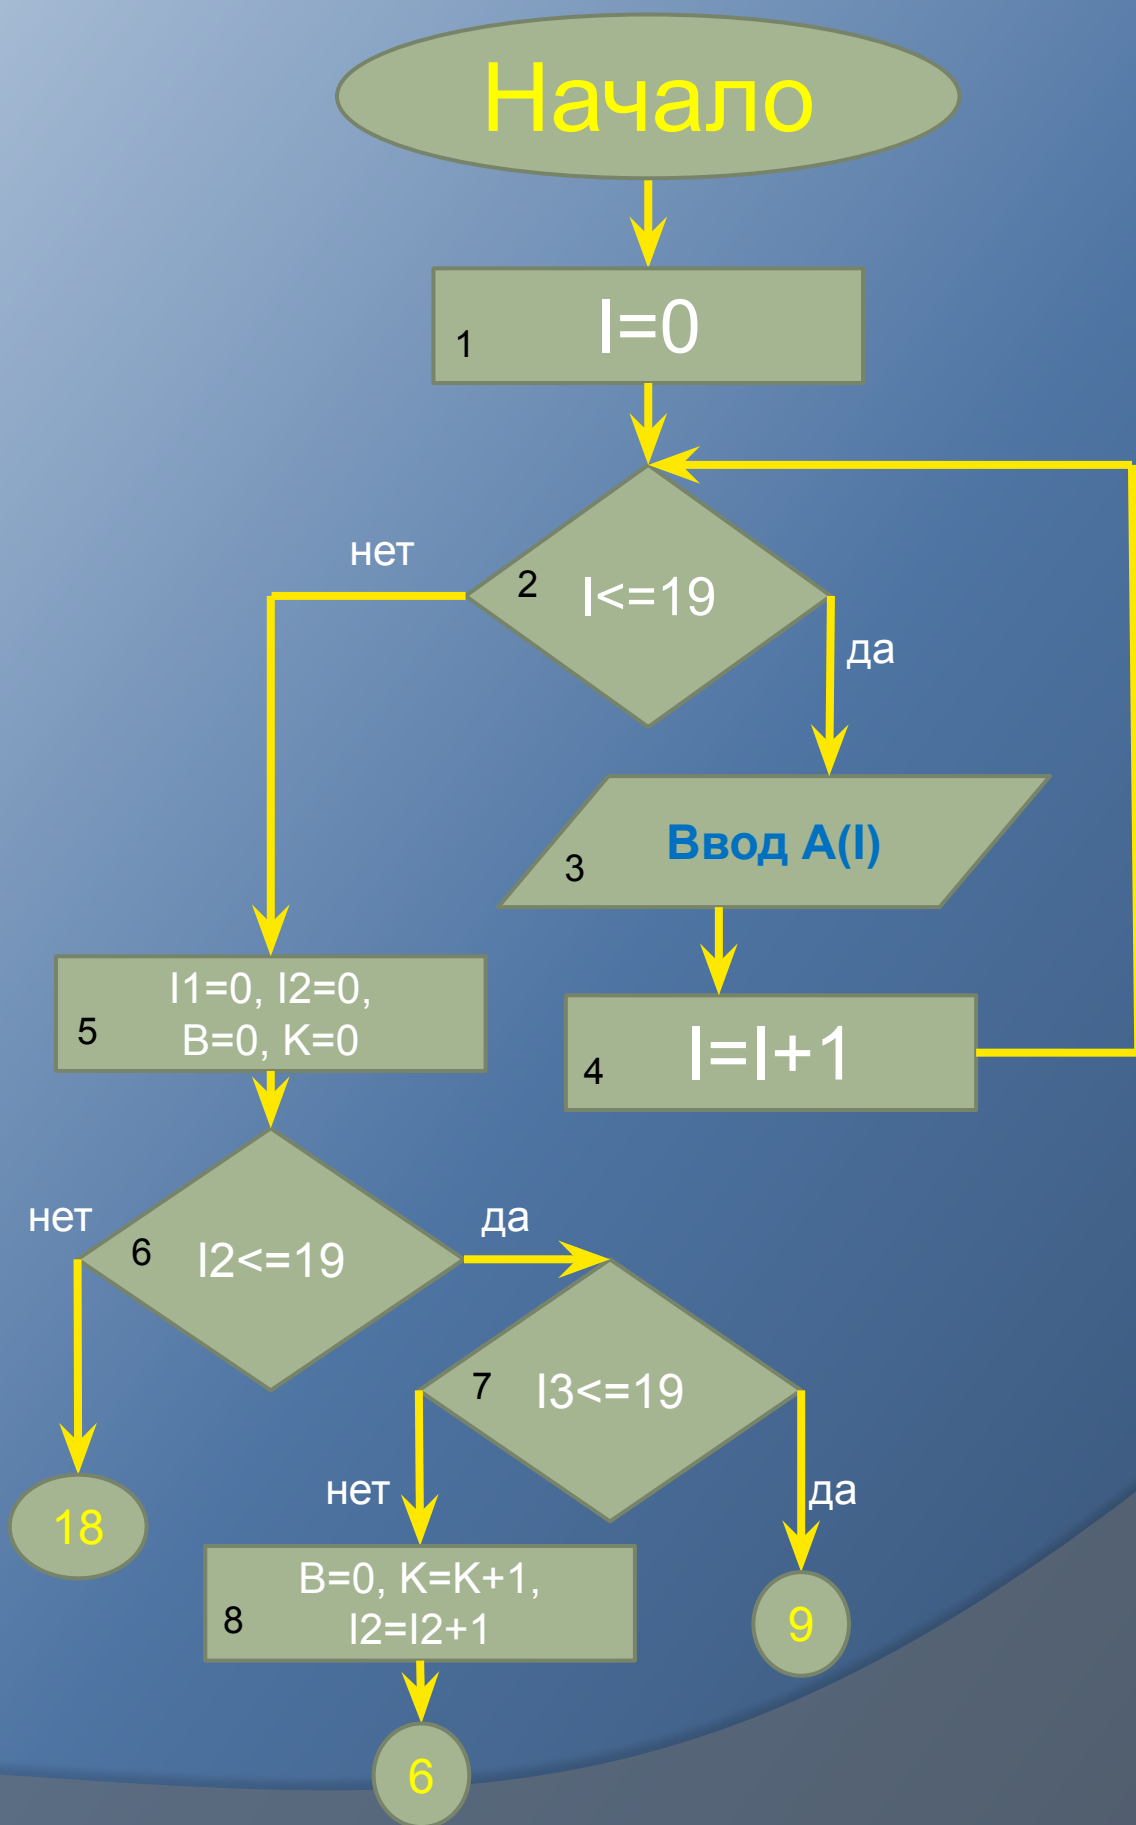 Начало
1
I=0
нет
2
I<=19
да
3
Ввод A(I)
4
I=I+1
5
I1=0, I2=0,
B=0, K=0
нет
6
I2<=19
да
7
I3<=19
нет
да
18
8
B=0, K=K+1,
I2=I2+1
9
6